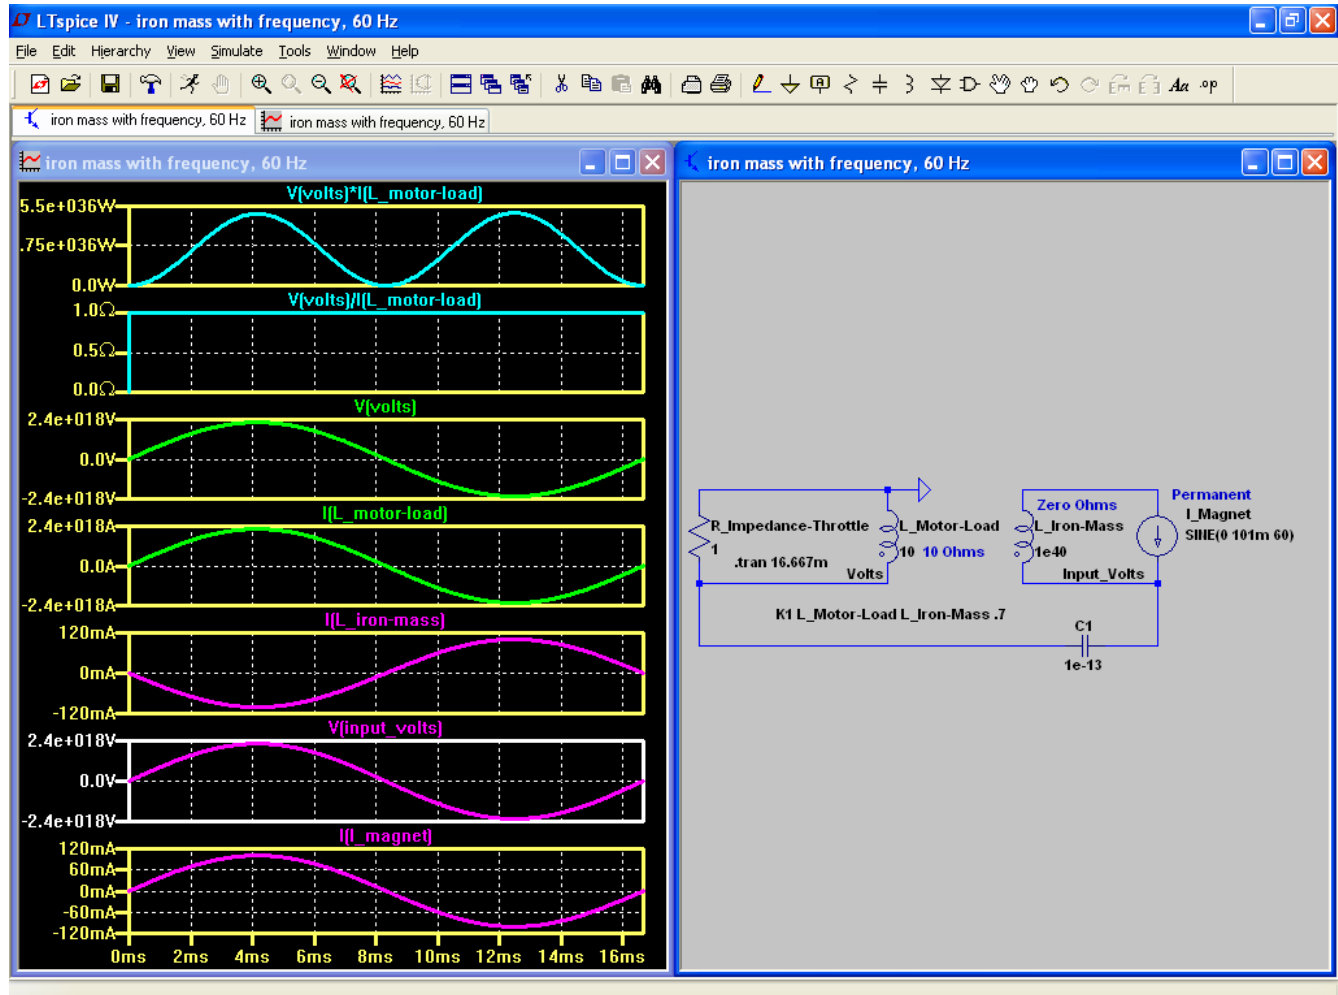 LTspice IV - iron mass with frequency, 60 Hz
File Edit Hierarchy View Simulate Tools Window Help
Aa .op
iron mass with frequency, 60 Hz
iron mass with frequency, 60 Hz
iron mass with frequency, 60 Hz
V(volts)*I(L_motor-load)
5.5e+036W
.75e+036W
0.0W
V(volts)/I(L_motor-load)
1.0Ω
0.5Ω
0.0Ω
V(volts)
2.4e+018V
0.0V
-2.4e+018V
I(L_motor-load)
2.4e+018A
0.0A
-2.4e+018A
I(L_iron-mass)
120mA
0mA
-120mA
V(input_volts)
2.4e+018V
0.0V
-2.4e+018V
I(I_magnet)
120mA
60mA
0mA
-60mA
-120mA
0ms 2ms 4ms 6ms 8ms 10ms 12ms 14ms 16ms
iron mass with frequency, 60 Hz
R_Impedance-Throttle
1
.tran 16.667m
L_Motor-Load
10 10 Ohms
Volts
Zero Ohms
L_Iron-Mass
1e40
Input_Volts
Permanent
I_Magnet
SINE(0 101m 60)
K1 L_Motor-Load L_Iron-Mass .7
C1
1e-13